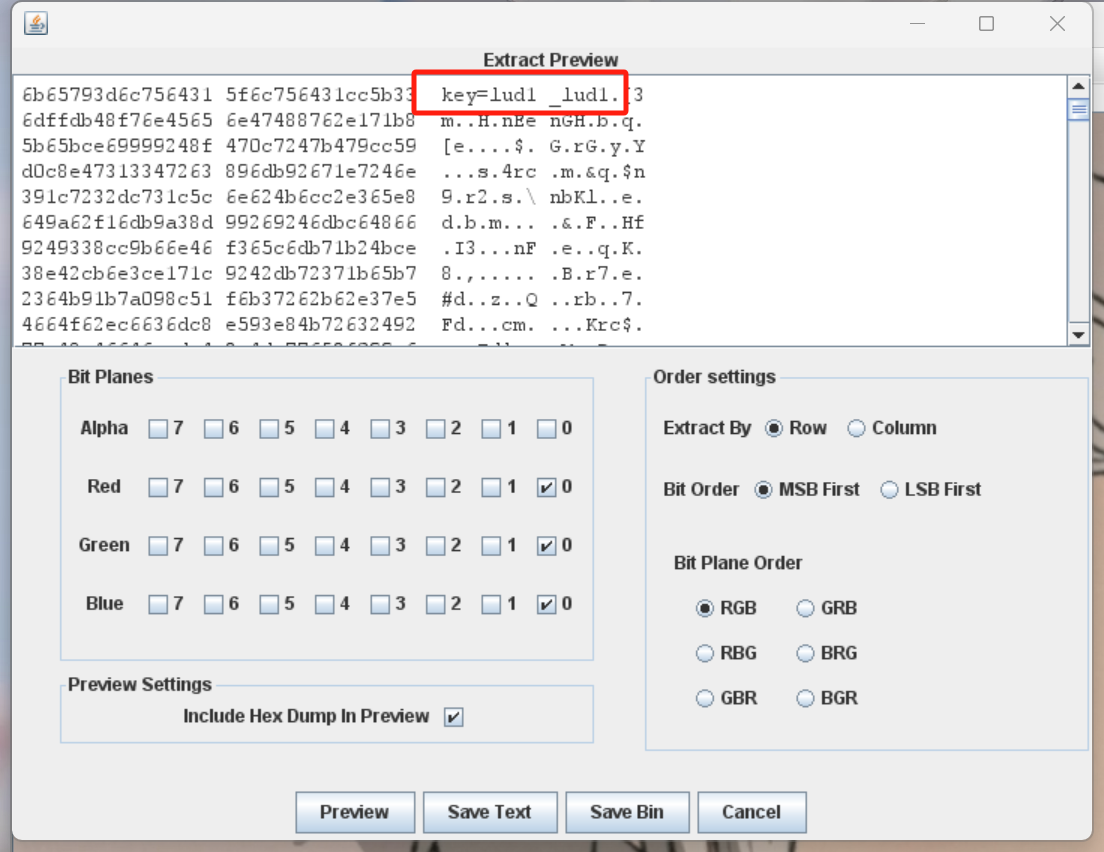 Extract Preview
6b65793d6c756431 5f6c756431cc5b33 key=lud1 _lud1.[3
6dffdb48f76e4565 6e47488762e171b8 m..H.nEe nGH.b.q.
5b65bce69999248f 470c7247b479cc59 [e....$. G.rG.y.Y
d0c8e47313347263 896db92671e7246e ...s.4rc .m.&q.$n
391c7232dc731c5c 6e624b6cc2e365e8 9.r2.s.\ nbKl..e.
649a62f16db9a38d 99269246dbc64866 d.b.m... .&.F..Hf
9249338cc9b66e46 f365c6db71b24bce .I3...nF .e..q.K.
38e42cb6e3ce171c 9242db72371b65b7 8.,..... .B.r7.e.
2364b91b7a098c51 f6b37262b62e37e5 #d..z..Q ..rb..7.
4664f62ec6636dc8 e593e84b72632492 Fd...cm. ...Krc$.
Bit Planes
Alpha 7 6 5 4 3 2 1 0
Red 7 6 5 4 3 2 1 0
Green 7 6 5 4 3 2 1 0
Blue 7 6 5 4 3 2 1 0
Preview Settings
Include Hex Dump In Preview
Order settings
Extract By Row Column
Bit Order MSB First LSB First
Bit Plane Order
RGB GRB
RBG BRG
GBR BGR
Preview Save Text Save Bin Cancel